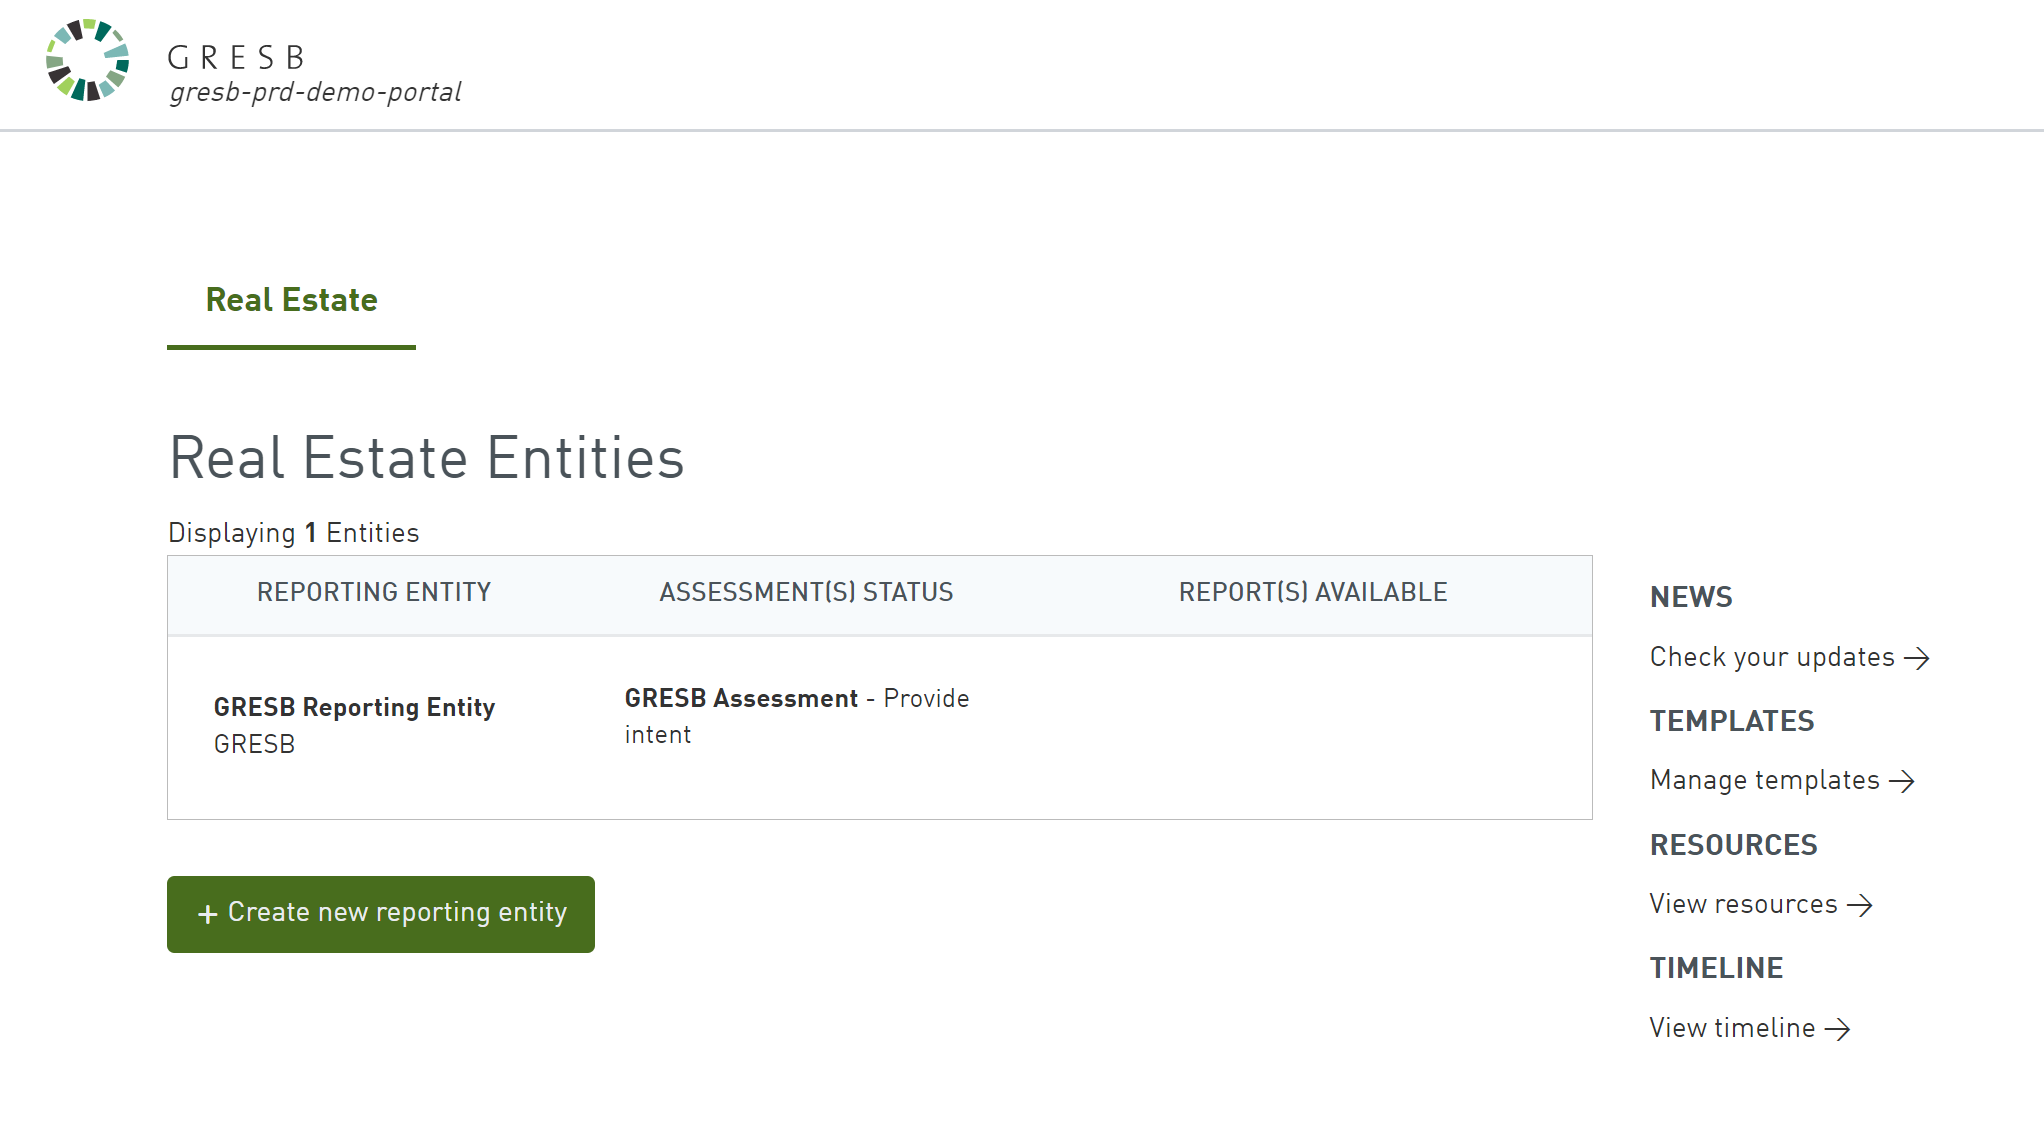 GRESB
gresb-prd-demo-portal
Real Estate
Real Estate Entities
Displaying 1 Entities
REPORTING ENTITY
ASSESSMENT(S) STATUS
REPORT(S) AVAILABLE
GRESB Reporting Entity
GRESB
GRESB Assessment - Provide
intent
+ Create new reporting entity
NEWS
Check your updates →
TEMPLATES
Manage templates →
RESOURCES
View resources →
TIMELINE
View timeline →